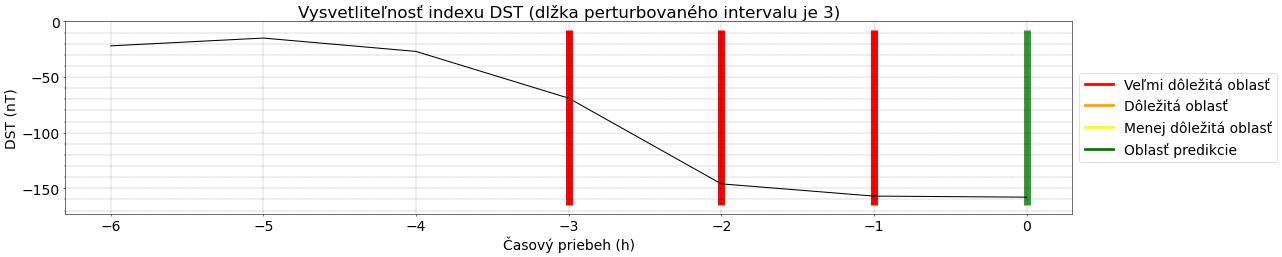 Vysvetliteľnosť indexu DST (dlžka perturbovaného intervalu je 3)
DST (nT)
0
−50
−100
−150
−6
−5
−4
−3
−2
−1
0
Časový priebeh (h)
Veľmi dôležitá oblasť
Dôležitá oblasť
Menej dôležitá oblasť
Oblasť predikcie